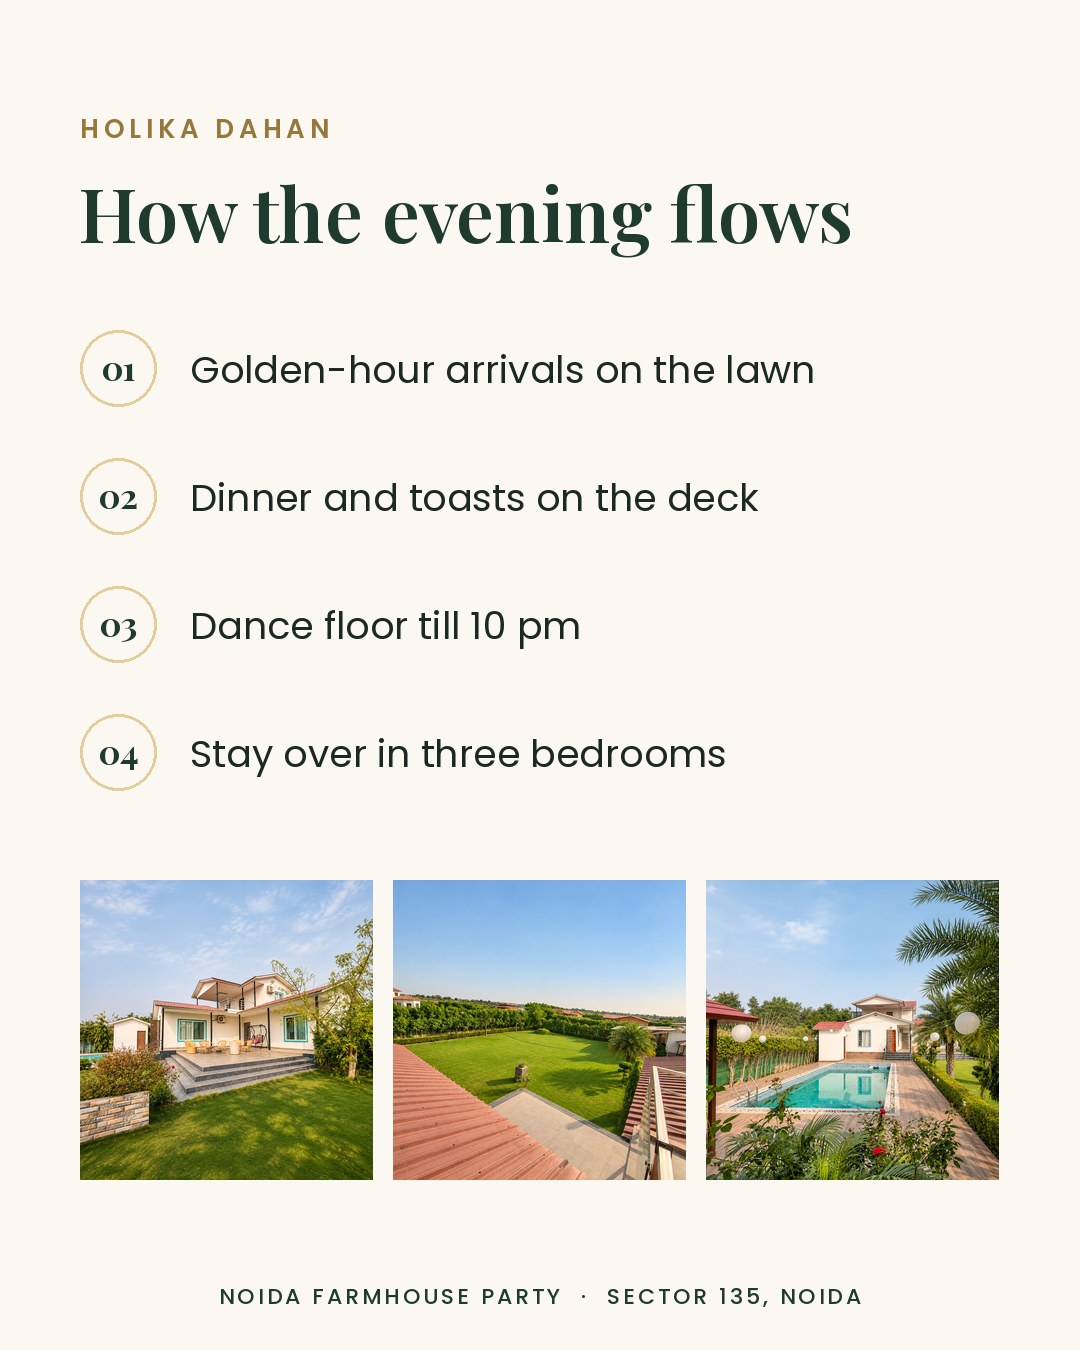 HOLIKA DAHAN
How the evening flows
01 Golden-hour arrivals on the lawn
02 Dinner and toasts on the deck
03 Dance floor till 10 pm
04 Stay over in three bedrooms
NOIDA FARMHOUSE PARTY · SECTOR 135, NOIDA